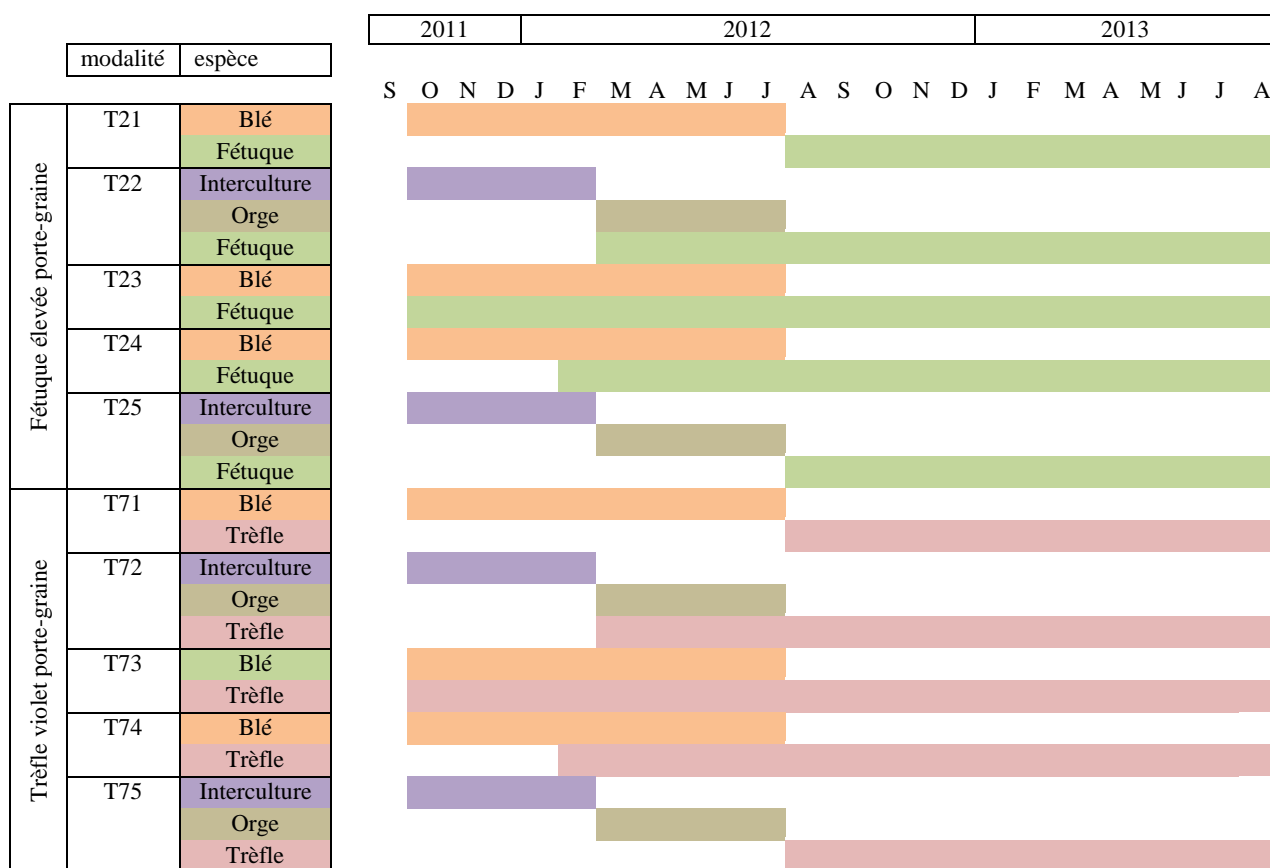 2011 2012 2013
modalité espèce
S O N D J F M A M J J A S O N D J F M A M J J A
Fétuque élevée porte-graine
T21 Blé
Fétuque
T22 Interculture
Orge
Fétuque
T23 Blé
Fétuque
T24 Blé
Fétuque
T25 Interculture
Orge
Fétuque
Trèfle violet porte-graine
T71 Blé
Trèfle
T72 Interculture
Orge
Trèfle
T73 Blé
Trèfle
T74 Blé
Trèfle
T75 Interculture
Orge
Trèfle